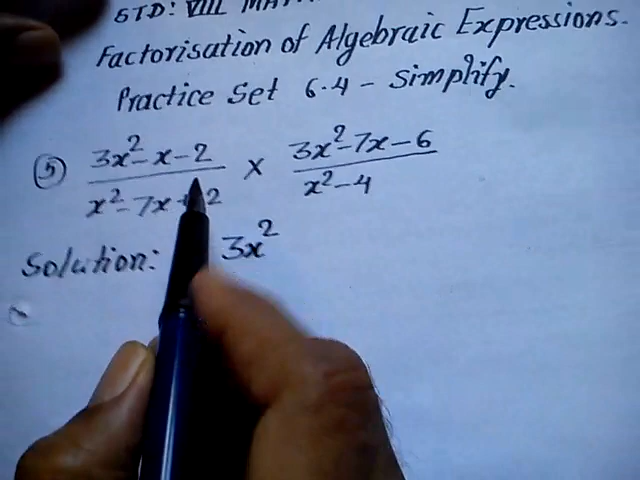 STD: VIII
Factorisation of Algebraic Expressions.
Practice Set 6.4 - Simplify.
⑤ (3x² - x - 2)/(x² - 7x + 2) × (3x² - 7x - 6)/(x² - 4)
Solution: 3x²